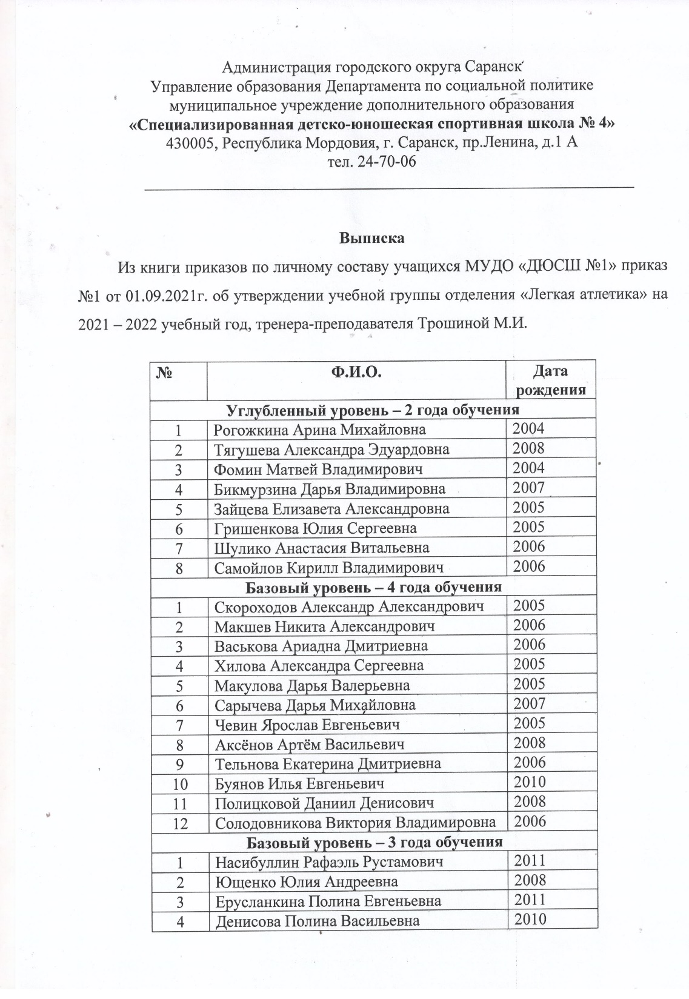 Администрация городского округа Саранск
Управление образования Департамента по социальной политике
муниципальное учреждение дополнительного образования
«Специализированная детско-юношеская спортивная школа № 4»
430005, Республика Мордовия, г. Саранск, пр.Ленина, д.1 А
тел. 24-70-06
Выписка
Из книги приказов по личному составу учащихся МУДО «ДЮСШ №1» приказ
№1 от 01.09.2021г. об утверждении учебной группы отделения «Легкая атлетика» на
2021 – 2022 учебный год, тренера-преподавателя Трошиной М.И.
№ Ф.И.О. Дата
рождения
Углубленный уровень – 2 года обучения
1 Рогожкина Арина Михайловна 2004
2 Тягушева Александра Эдуардовна 2008
3 Фомин Матвей Владимирович 2004
4 Бикмурзина Дарья Владимировна 2007
5 Зайцева Елизавета Александровна 2005
6 Гришенкова Юлия Сергеевна 2005
7 Шулико Анастасия Витальевна 2006
8 Самойлов Кирилл Владимирович 2006
Базовый уровень – 4 года обучения
1 Скороходов Александр Александрович 2005
2 Макшев Никита Александрович 2006
3 Васькова Ариадна Дмитриевна 2006
4 Хилова Александра Сергеевна 2005
5 Макулова Дарья Валерьевна 2005
6 Сарычева Дарья Михайловна 2007
7 Чевин Ярослав Евгеньевич 2005
8 Аксёнов Артём Васильевич 2008
9 Тельнова Екатерина Дмитриевна 2006
10 Буянов Илья Евгеньевич 2010
11 Полицковой Даниил Денисович 2008
12 Солодовникова Виктория Владимировна 2006
Базовый уровень – 3 года обучения
1 Насибуллин Рафаэль Рустамович 2011
2 Ющенко Юлия Андреевна 2008
3 Ерусланкина Полина Евгеньевна 2011
4 Денисова Полина Васильевна 2010